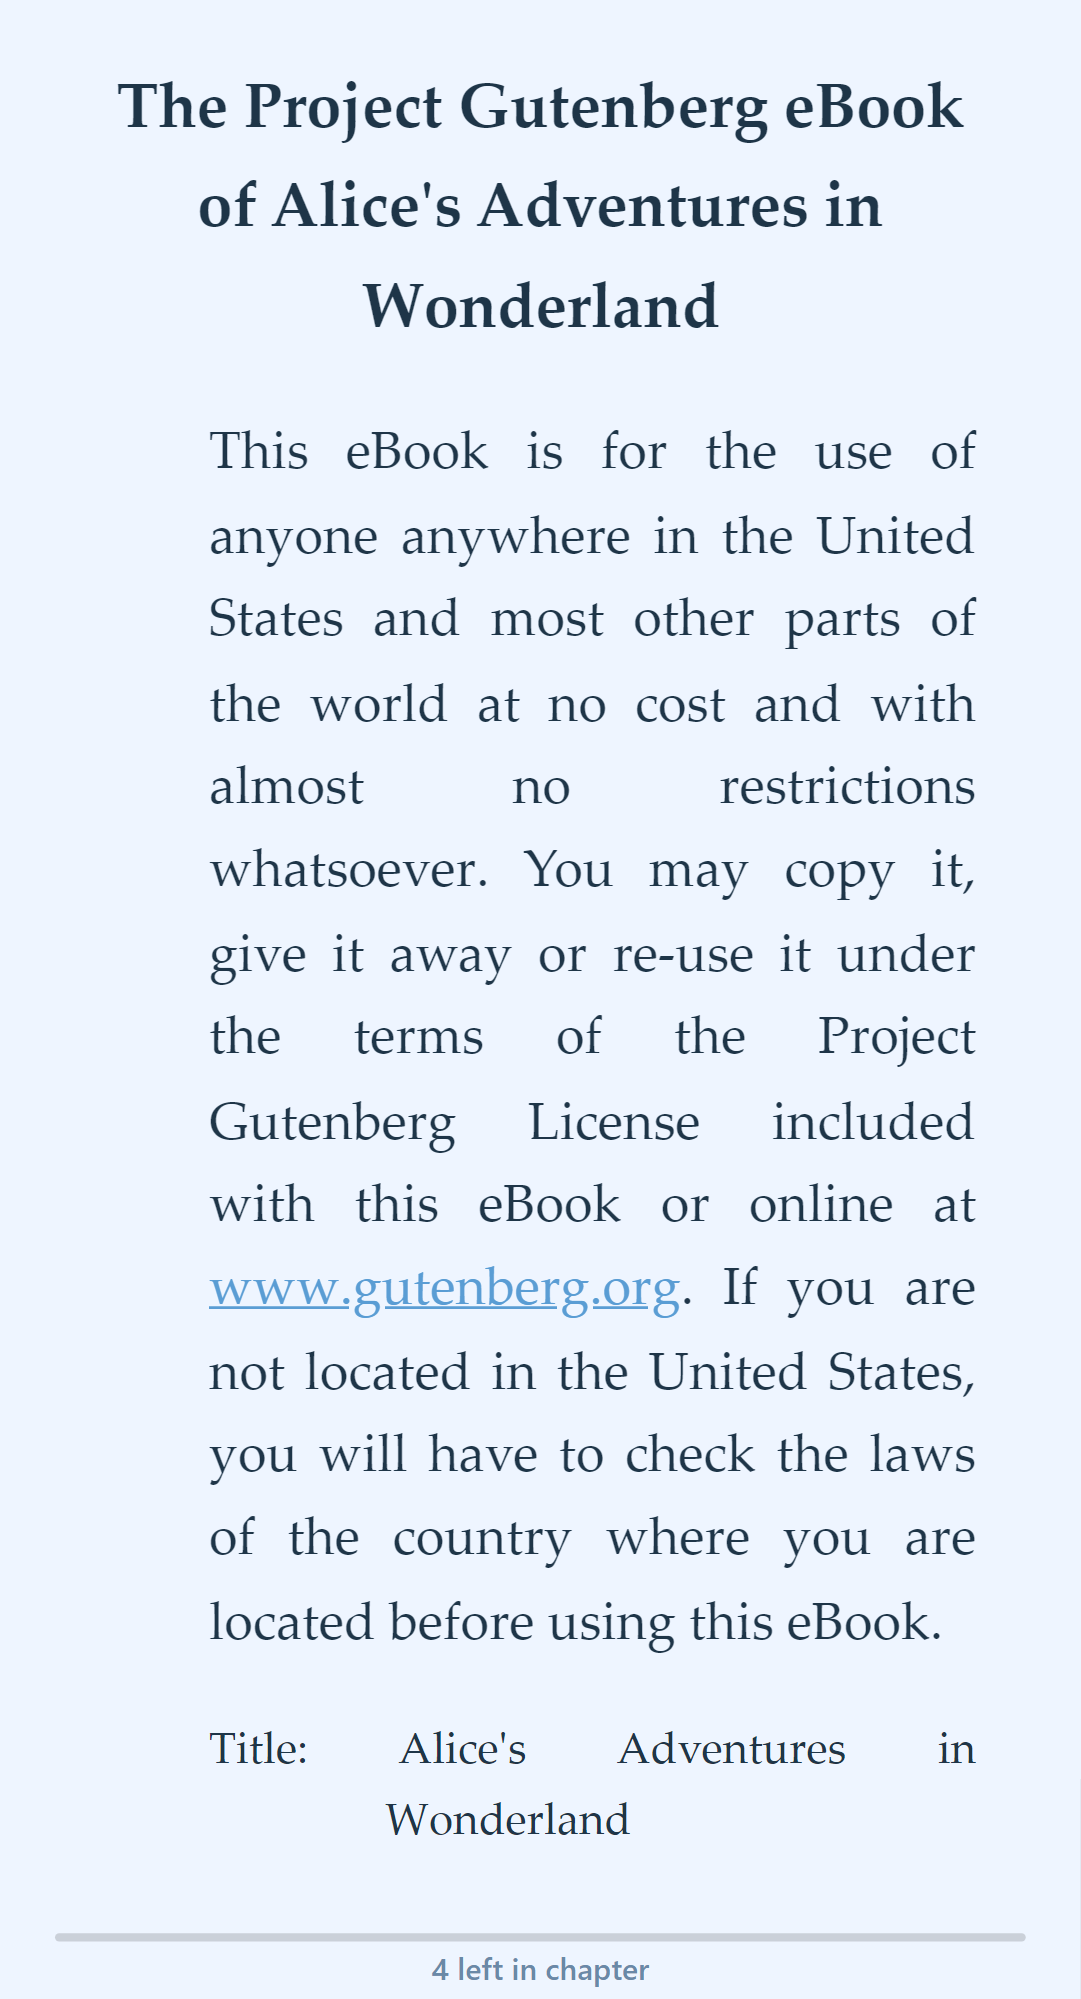 The Project Gutenberg eBook
of Alice's Adventures in
Wonderland
This eBook is for the use of
anyone anywhere in the United
States and most other parts of
the world at no cost and with
almost no restrictions
whatsoever. You may copy it,
give it away or re-use it under
the terms of the Project
Gutenberg License included
with this eBook or online at
www.gutenberg.org. If you are
not located in the United States,
you will have to check the laws
of the country where you are
located before using this eBook.
Title: Alice's Adventures in
Wonderland
4 left in chapter